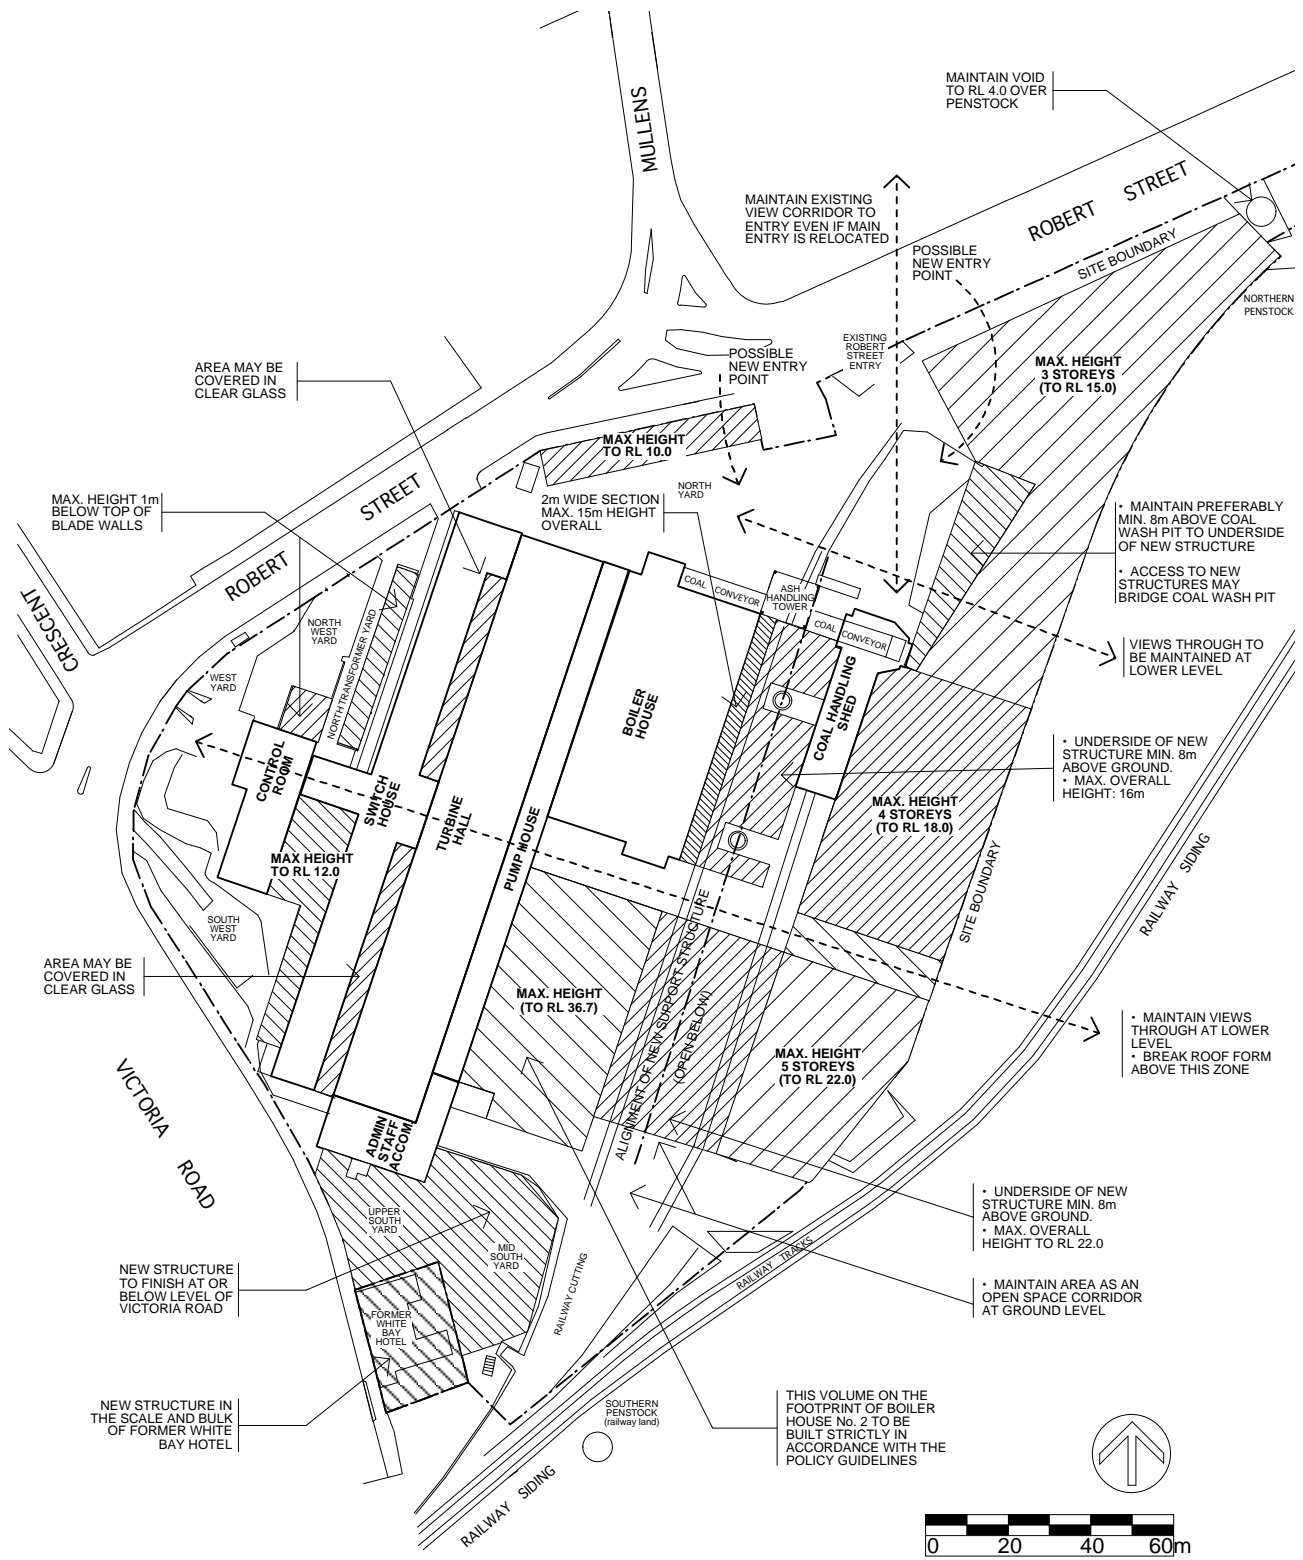 MULLENS
MAINTAIN VOID
TO RL 4.0 OVER
PENSTOCK
MAINTAIN EXISTING
VIEW CORRIDOR TO
ENTRY EVEN IF MAIN
ENTRY IS RELOCATED
ROBERT STREET
SITE BOUNDARY
POSSIBLE
NEW ENTRY
POINT
NORTHERN
PENSTOCK
EXISTING
ROBERT
STREET
ENTRY
POSSIBLE
NEW ENTRY
POINT
AREA MAY BE
COVERED IN
CLEAR GLASS
MAX. HEIGHT
3 STOREYS
(TO RL 15.0)
MAX HEIGHT
TO RL 10.0
NORTH
YARD
2m WIDE SECTION
MAX. 15m HEIGHT
OVERALL
MAX. HEIGHT 1m
BELOW TOP OF
BLADE WALLS
ROBERT STREET
CRESCENT
• MAINTAIN PREFERABLY
MIN. 8m ABOVE COAL
WASH PIT TO UNDERSIDE
OF NEW STRUCTURE
• ACCESS TO NEW
STRUCTURES MAY
BRIDGE COAL WASH PIT
COAL CONVEYOR
ASH
HANDLING
TOWER
COAL CONVEYOR
NORTH
WEST
YARD
NORTH TRANSFORMER YARD
WEST
YARD
VIEWS THROUGH TO
BE MAINTAINED AT
LOWER LEVEL
BOILER
HOUSE
COAL HANDLING
SHED
CONTROL
ROOM
SWITCH
HOUSE
TURBINE
HALL
PUMP HOUSE
• UNDERSIDE OF NEW
STRUCTURE MIN. 8m
ABOVE GROUND.
• MAX. OVERALL
HEIGHT: 16m
MAX. HEIGHT
4 STOREYS
(TO RL 18.0)
MAX HEIGHT
TO RL 12.0
SITE BOUNDARY
RAILWAY SIDING
SOUTH
WEST
YARD
AREA MAY BE
COVERED IN
CLEAR GLASS
MAX. HEIGHT
(TO RL 36.7)
ALIGNMENT OF NEW SUPPORT STRUCTURE
(OPEN BELOW)
MAX. HEIGHT
5 STOREYS
(TO RL 22.0)
• MAINTAIN VIEWS
THROUGH AT LOWER
LEVEL
• BREAK ROOF FORM
ABOVE THIS ZONE
VICTORIA ROAD
ADMIN
STAFF
ACCOM.
UPPER
SOUTH
YARD
MID
SOUTH
YARD
• UNDERSIDE OF NEW
STRUCTURE MIN. 8m
ABOVE GROUND.
• MAX. OVERALL
HEIGHT TO RL 22.0
NEW STRUCTURE
TO FINISH AT OR
BELOW LEVEL OF
VICTORIA ROAD
RAILWAY CUTTING
RAILWAY TRACKS
• MAINTAIN AREA AS AN
OPEN SPACE CORRIDOR
AT GROUND LEVEL
FORMER
WHITE
BAY
HOTEL
NEW STRUCTURE IN
THE SCALE AND BULK
OF FORMER WHITE
BAY HOTEL
SOUTHERN
PENSTOCK
(railway land)
THIS VOLUME ON THE
FOOTPRINT OF BOILER
HOUSE No. 2 TO BE
BUILT STRICTLY IN
ACCORDANCE WITH THE
POLICY GUIDELINES
RAILWAY SIDING
0 20 40 60m